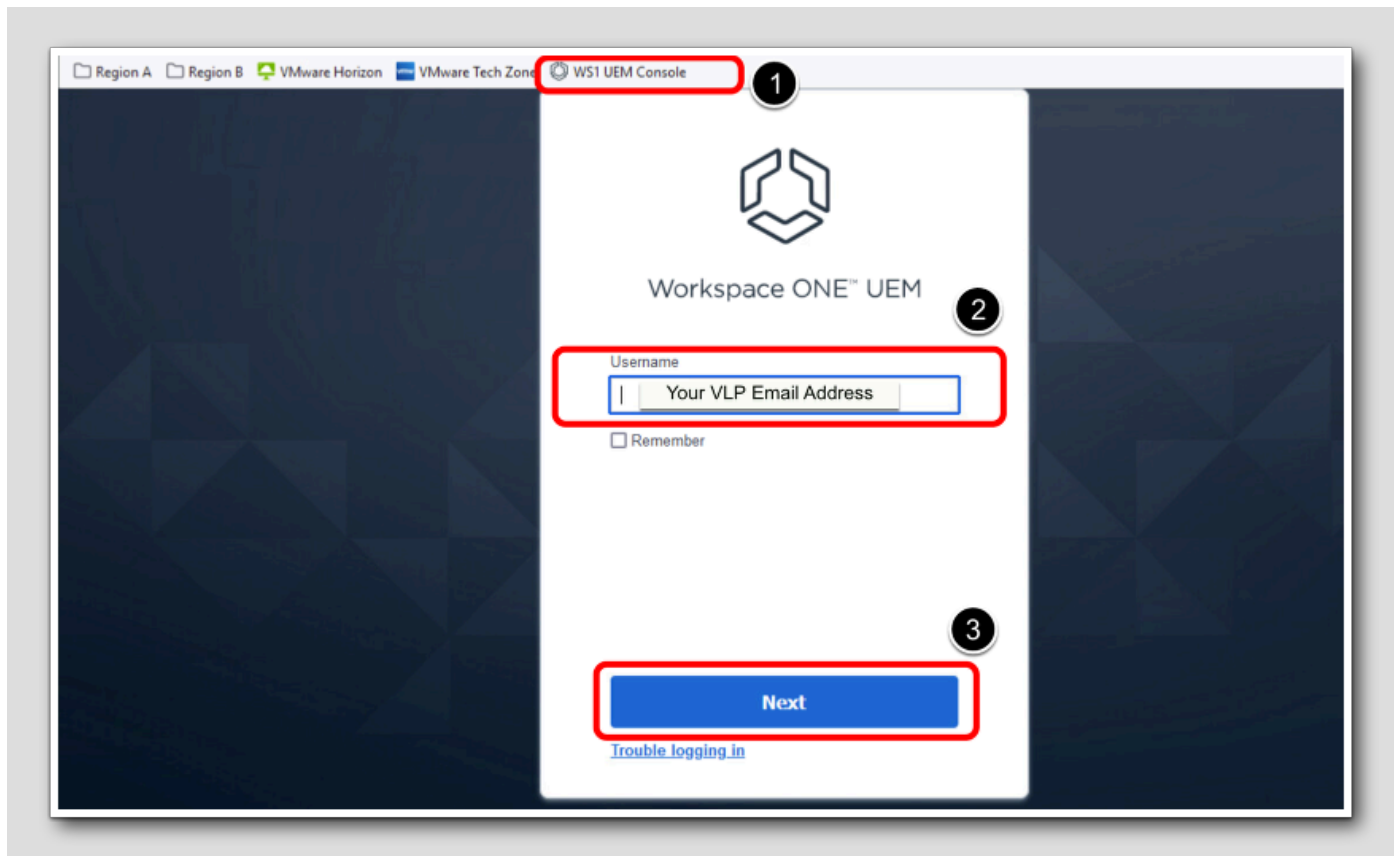 Region A Region B VMware Horizon VMware Tech Zone WS1 UEM Console
1
Workspace ONE™ UEM
2
Username
Your VLP Email Address
Remember
3
Next
Trouble logging in